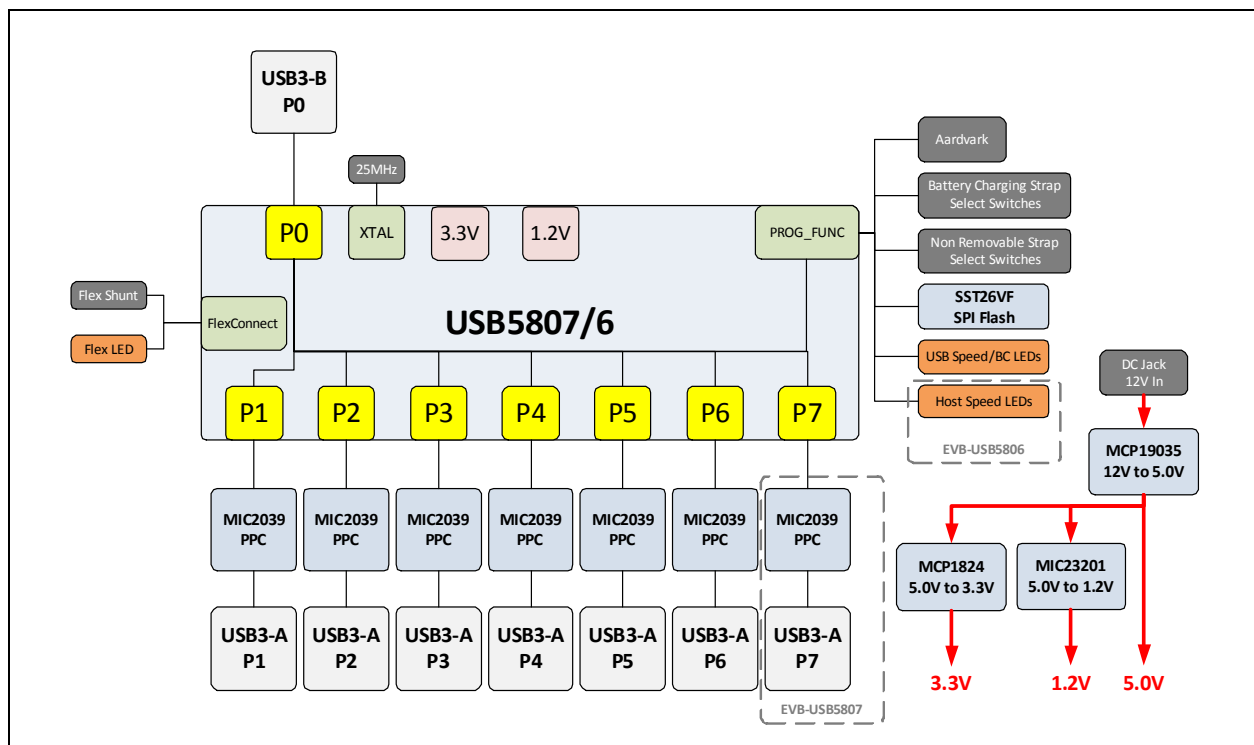 USB3-B
P0
25MHz
P0
XTAL
3.3V
1.2V
PROG_FUNC
Aardvark
Battery Charging Strap
Select Switches
Non Removable Strap
Select Switches
SST26VF
SPI Flash
USB Speed/BC LEDs
Host Speed LEDs
EVB-USB5806
Flex Shunt
Flex LED
FlexConnect
USB5807/6
P1
P2
P3
P4
P5
P6
P7
MIC2039
PPC
MIC2039
PPC
MIC2039
PPC
MIC2039
PPC
MIC2039
PPC
MIC2039
PPC
MIC2039
PPC
USB3-A
P1
USB3-A
P2
USB3-A
P3
USB3-A
P4
USB3-A
P5
USB3-A
P6
USB3-A
P7
EVB-USB5807
DC Jack
12V In
MCP19035
12V to 5.0V
MCP1824
5.0V to 3.3V
MIC23201
5.0V to 1.2V
3.3V
1.2V
5.0V